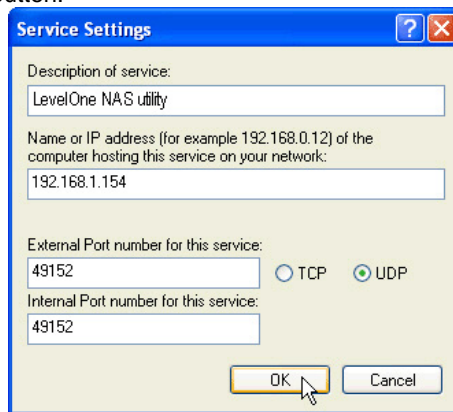 button.
Service Settings
Description of service:
LevelOne NAS utility
Name or IP address (for example 192.168.0.12) of the
computer hosting this service on your network:
192.168.1.154
External Port number for this service:
49152 TCP UDP
Internal Port number for this service:
49152
OK Cancel